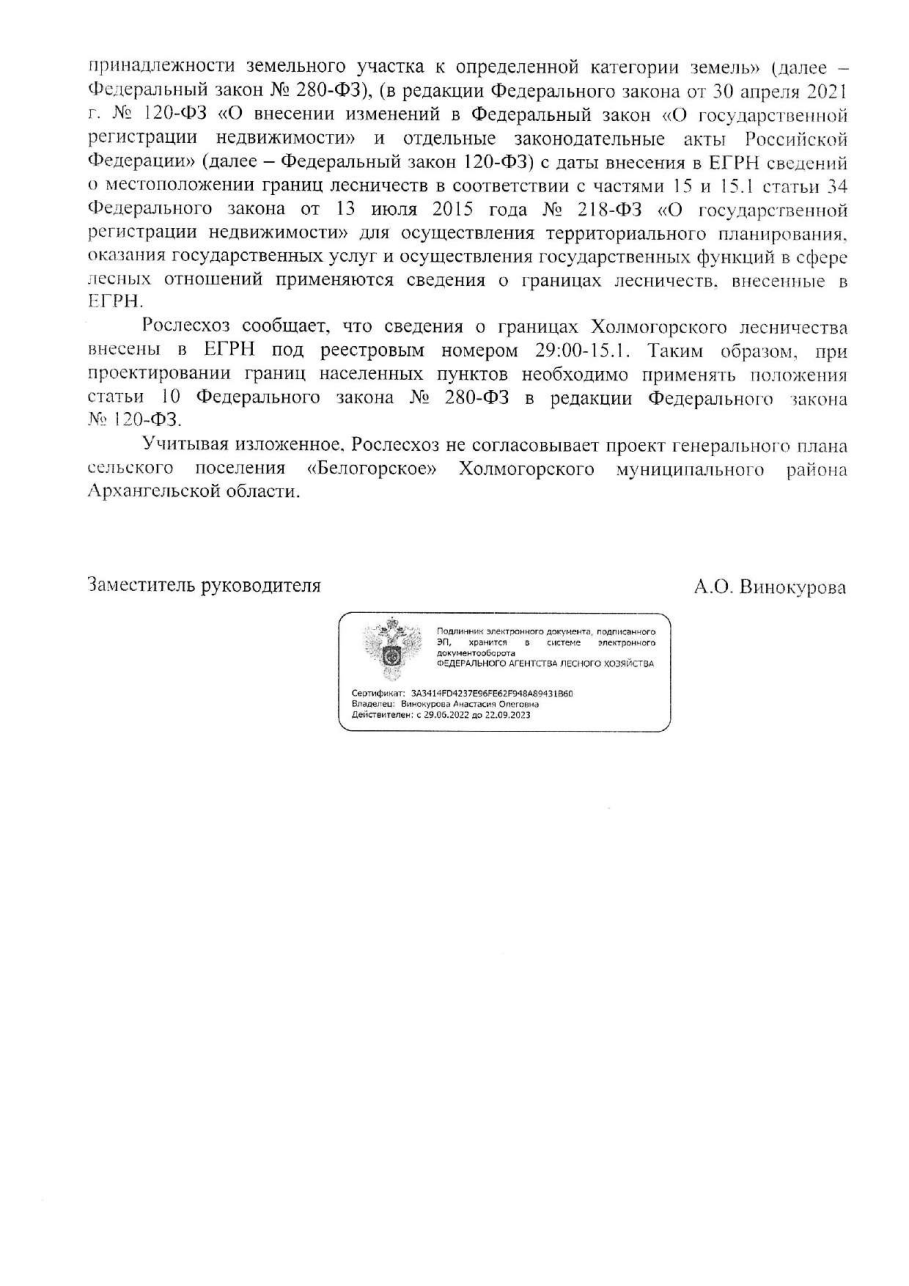 принадлежности земельного участка к определенной категории земель» (далее –
Федеральный закон № 280-ФЗ), (в редакции Федерального закона от 30 апреля 2021
г. № 120-ФЗ «О внесении изменений в Федеральный закон «О государственной
регистрации недвижимости» и отдельные законодательные акты Российской
Федерации» (далее – Федеральный закон 120-ФЗ) с даты внесения в ЕГРН сведений
о местоположении границ лесничеств в соответствии с частями 15 и 15.1 статьи 34
Федерального закона от 13 июля 2015 года № 218-ФЗ «О государственной
регистрации недвижимости» для осуществления территориального планирования,
оказания государственных услуг и осуществления государственных функций в сфере
лесных отношений применяются сведения о границах лесничеств, внесенные в
ЕГРН.
Рослесхоз сообщает, что сведения о границах Холмогорского лесничества
внесены в ЕГРН под реестровым номером 29:00-15.1. Таким образом, при
проектировании границ населенных пунктов необходимо применять положения
статьи 10 Федерального закона № 280-ФЗ в редакции Федерального закона
№ 120-ФЗ.
Учитывая изложенное, Рослесхоз не согласовывает проект генерального плана
сельского поселения «Белогорское» Холмогорского муниципального района
Архангельской области.
Заместитель руководителя А.О. Винокурова
Подлинник электронного документа, подписанного
ЭП, хранится в системе электронного
документооборота
ФЕДЕРАЛЬНОГО АГЕНТСТВА ЛЕСНОГО ХОЗЯЙСТВА
Сертификат: 3A3414FD4237E96FE62F948A89431B60
Владелец: Винокурова Анастасия Олеговна
Действителен: с 29.06.2022 до 22.09.2023